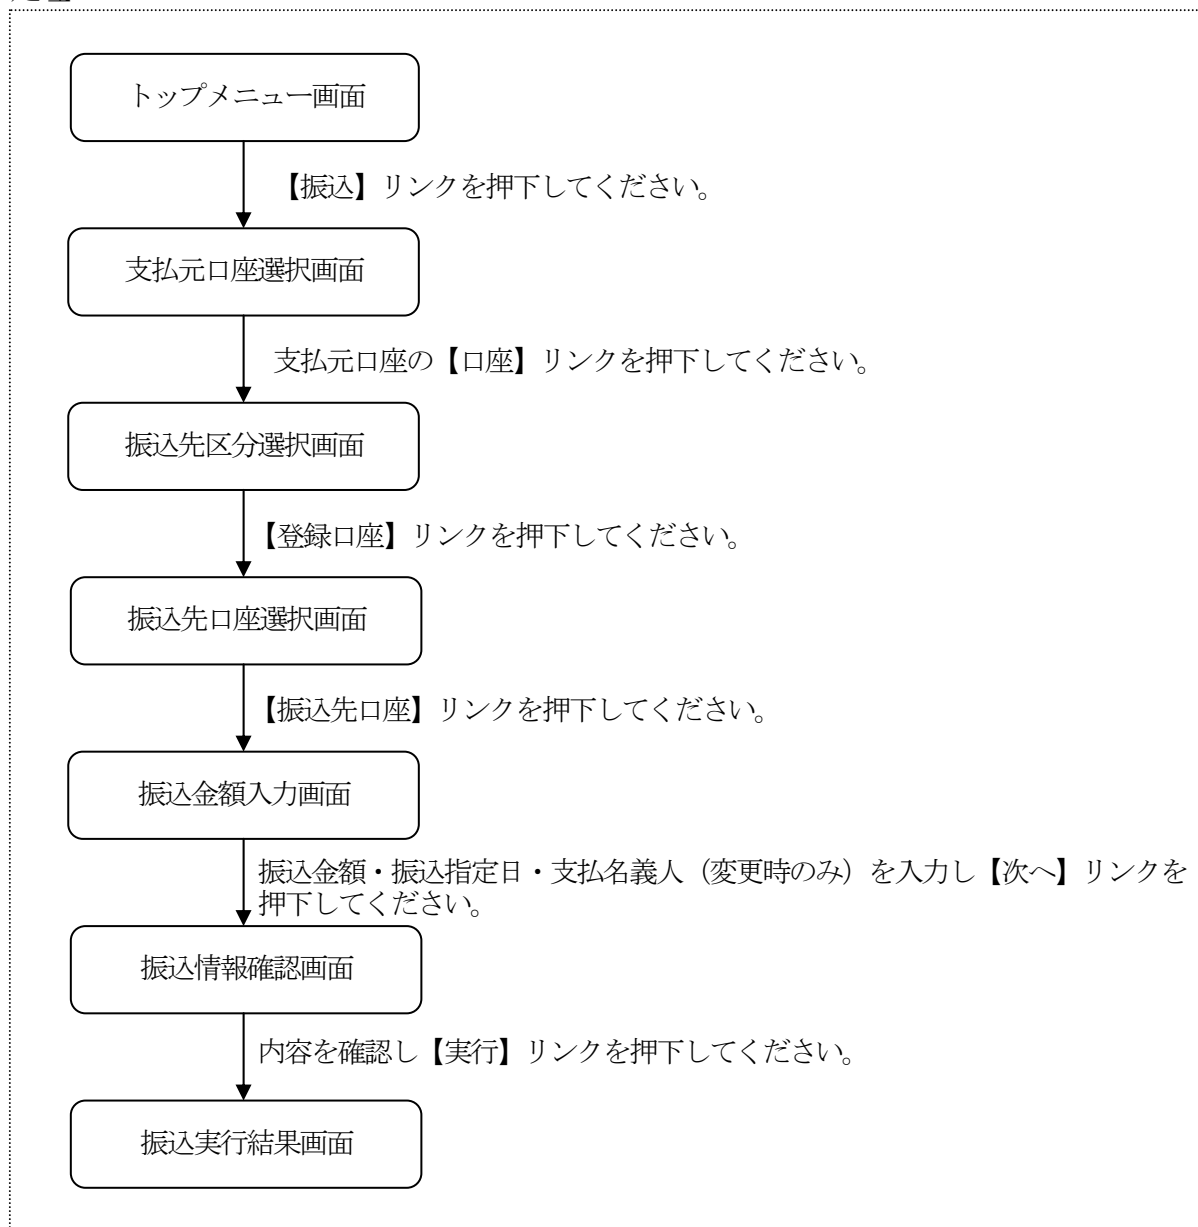 トップメニュー画面
【振込】リンクを押下してください。
支払元口座選択画面
支払元口座の【口座】リンクを押下してください。
振込先区分選択画面
【登録口座】リンクを押下してください。
振込先口座選択画面
【振込先口座】リンクを押下してください。
振込金額入力画面
振込金額・振込指定日・支払名義人（変更時のみ）を入力し【次へ】リンクを
押下してください。
振込情報確認画面
内容を確認し【実行】リンクを押下してください。
振込実行結果画面